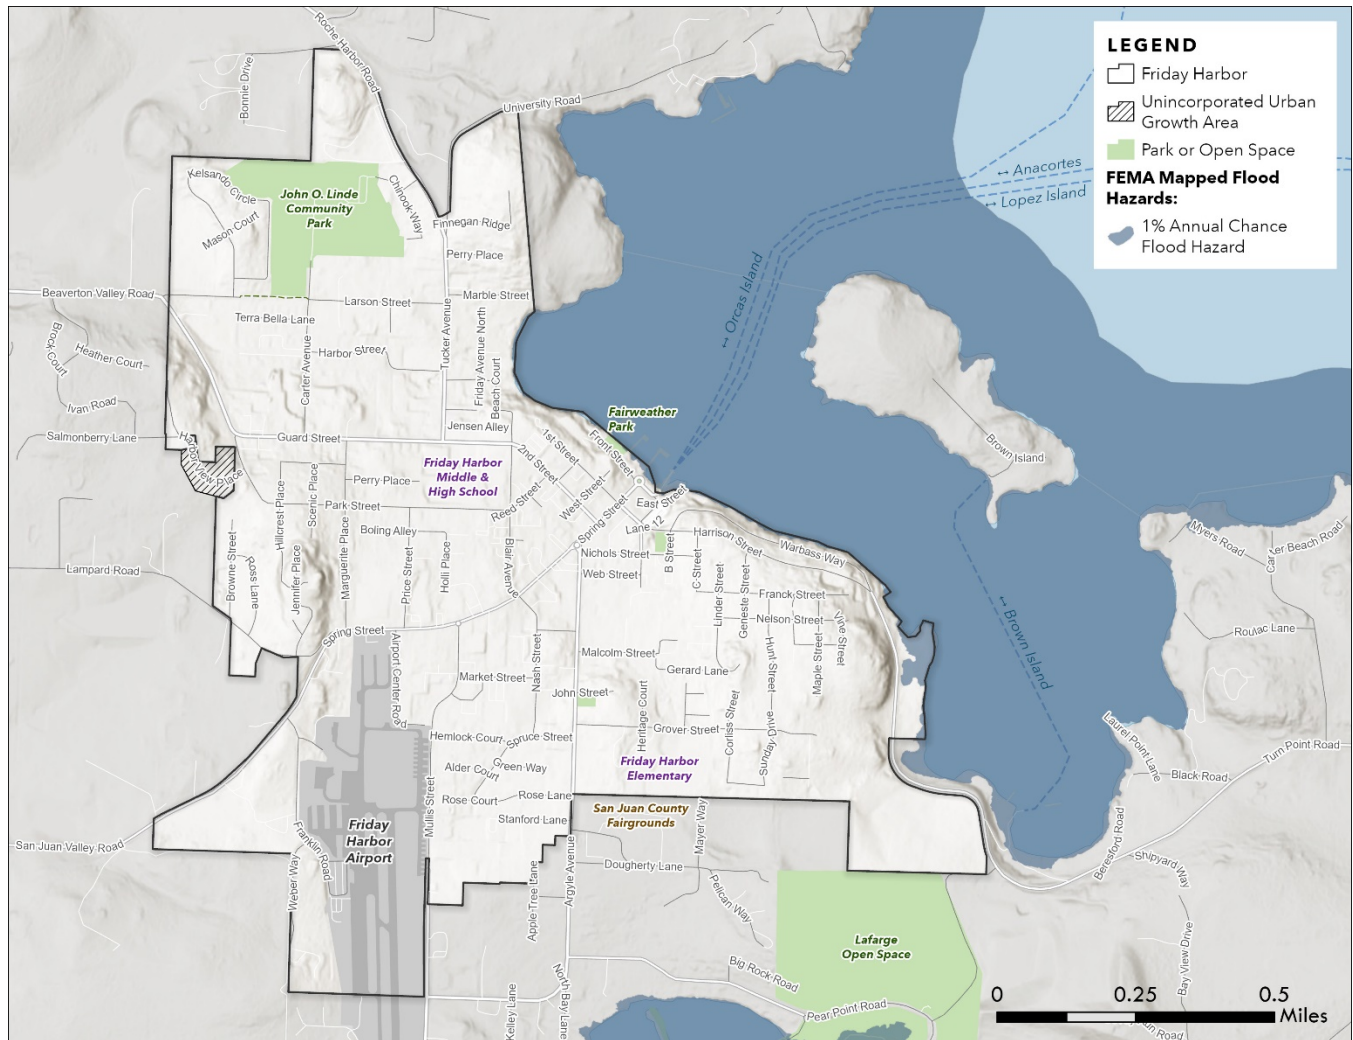 LEGEND
Friday Harbor
Unincorporated Urban
Growth Area
Park or Open Space
FEMA Mapped Flood
Hazards:
1% Annual Chance
Flood Hazard
Roche Harbor Road
Bonnie Drive
University Road
↔ Anacortes
↔ Lopez Island
Kelsando Circle
John O. Linde
Community
Park
Chinook Way
Mason Court
Finnegan Ridge
Perry Place
↔ Orcas Island
Beaverton Valley Road
Larson Street
Marble Street
Terra Bella Lane
Tucker Avenue
Friday Avenue North
Beach Court
Brock Court
Heather Court
Harbor Street
Carter Avenue
Ivan Road
Fairweather
Park
Jensen Alley
Salmonberry Lane
Harbor View Place
Guard Street
1st Street
Front Street
2nd Street
Brown Island
Friday Harbor
Middle &
High School
Perry Place
Scenic Place
Hillcrest Place
Reed Street
West Street
Spring Street
East Street
Park Street
Lane 12
Boling Alley
Harrison Street
Warbass Way
Myers Road
Nichols Street
B Street
C Street
Web Street
Lampard Road
Browne Street
Ross Lane
Jennifer Place
Marguerite Place
Price Street
Holli Place
Blair Avenue
Linder Street
Geneste Street
Franck Street
Nelson Street
Vine Street
Maple Street
Hunt Street
↔ Brown Island
Roulac Lane
Spring Street
Airport Center Road
Nash Street
Malcolm Street
Gerard Lane
Market Street
John Street
Heritage Court
Corliss Street
Sunday Drive
Grover Street
Hemlock Court
Spruce Street
Laurel Point Lane
Turn Point Road
Black Road
Alder Court
Green Way
Friday Harbor
Elementary
Rose Court
Rose Lane
Mullis Street
Stanford Lane
San Juan County
Fairgrounds
Mayer Way
San Juan Valley Road
Friday
Harbor
Airport
Franklin Road
Weber Way
Beresford Road
Shipyard Way
Dougherty Lane
Apple Tree Lane
Argyle Avenue
Pelican Way
Lafarge
Open Space
Bay View Drive
Big Rock Road
Pear Point Road
North Bay Lane
Kelley Lane
0 0.25 0.5
Miles